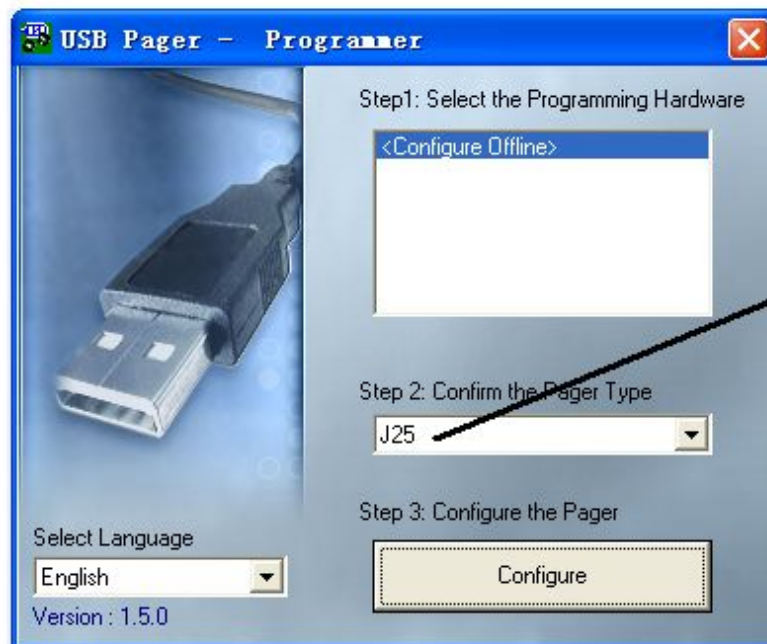 USB Pager - Programmer
Step1: Select the Programming Hardware
<Configure Offline>
Step 2: Confirm the Pager Type
J25
Step 3: Configure the Pager
Configure
Select Language
English
Version : 1.5.0